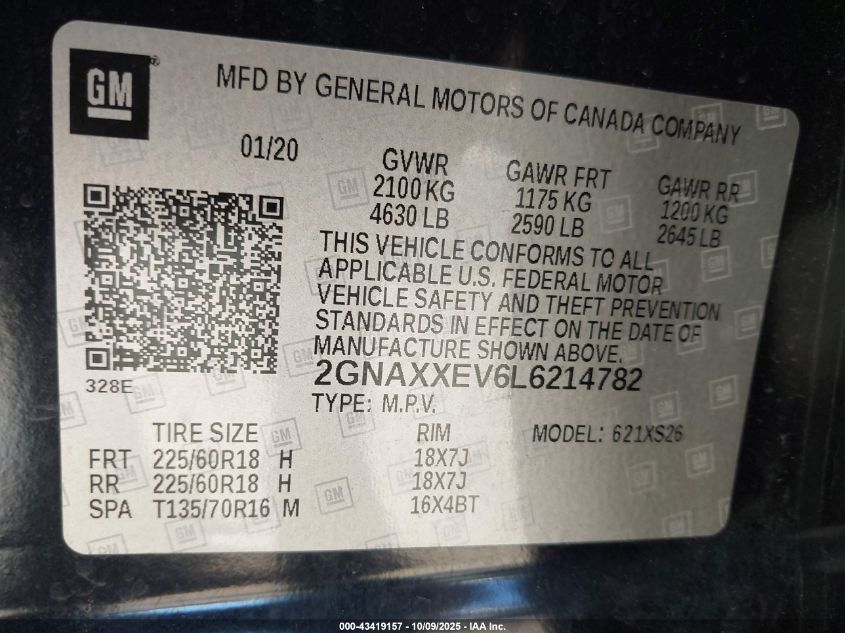 GM
MFD BY GENERAL MOTORS OF CANADA COMPANY
01/20
GVWR
2100 KG
4630 LB
GAWR FRT
1175 KG
2590 LB
GAWR RR
1200 KG
2645 LB
THIS VEHICLE CONFORMS TO ALL
APPLICABLE U.S. FEDERAL MOTOR
VEHICLE SAFETY AND THEFT PREVENTION
STANDARDS IN EFFECT ON THE DATE OF
MANUFACTURE SHOWN ABOVE.
328E
2GNAXXEV6L6214782
TYPE: M.P.V.
TIRE SIZE RIM MODEL: 621XS26
FRT 225/60R18 H 18X7J
RR 225/60R18 H 18X7J
SPA T135/70R16 M 16X4BT
000-43419157 - 10/09/2025 - IAA Inc.